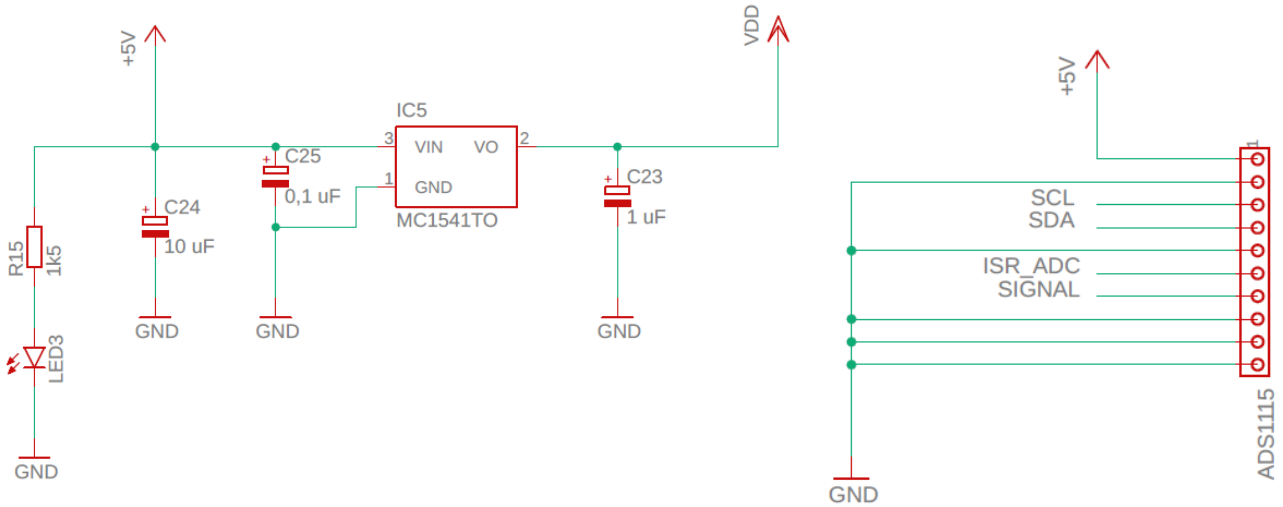 +5V
VDD
+5V
IC5
3
VIN
VO
2
1
GND
MC1541TO
C25
0,1 uF
C24
10 uF
C23
1 uF
R15
1k5
LED3
GND
GND
GND
GND
1
SCL
SDA
ISR_ADC
SIGNAL
ADS1115
GND